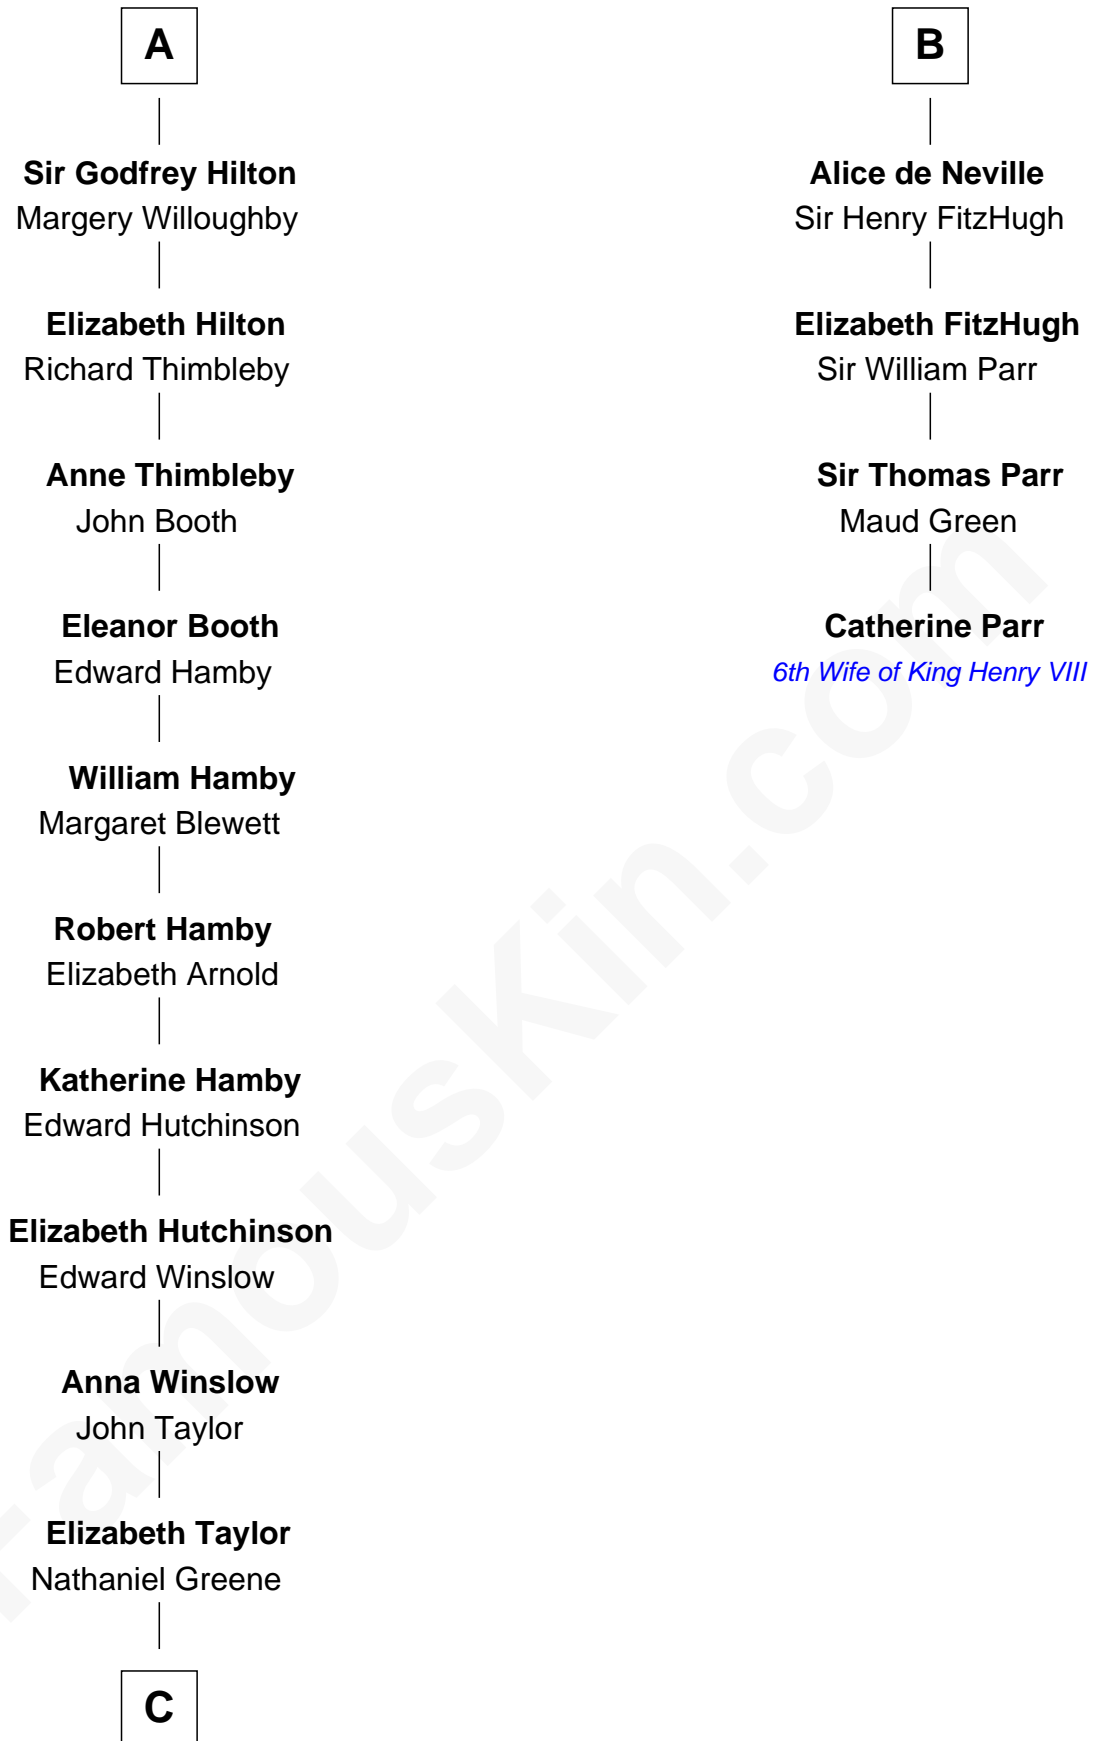 A
Sir Godfrey Hilton
Margery Willoughby
Elizabeth Hilton
Richard Thimbleby
Anne Thimbleby
John Booth
Eleanor Booth
Edward Hamby
William Hamby
Margaret Blewett
Robert Hamby
Elizabeth Arnold
Katherine Hamby
Edward Hutchinson
Elizabeth Hutchinson
Edward Winslow
Anna Winslow
John Taylor
Elizabeth Taylor
Nathaniel Greene
C
B
Alice de Neville
Sir Henry FitzHugh
Elizabeth FitzHugh
Sir William Parr
Sir Thomas Parr
Maud Green
Catherine Parr
6th Wife of King Henry VIII
FamousKin.com